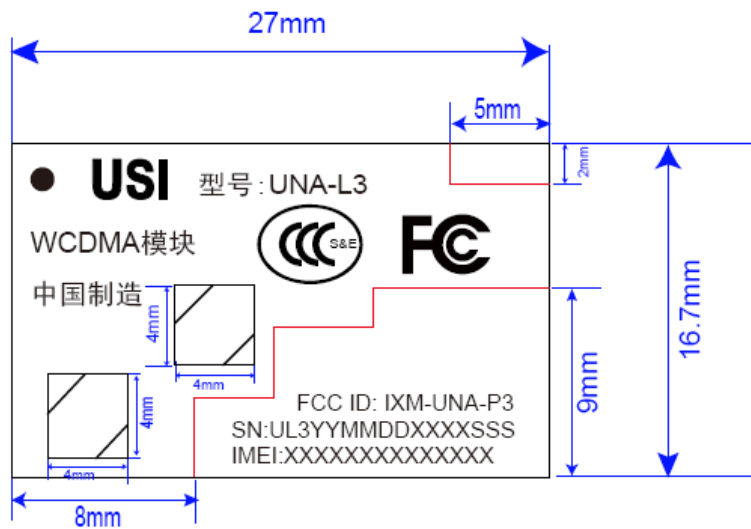 27mm
5mm
2mm
USI 型号:UNA-L3
WCDMA模块
S&E
FC
中国制造
4mm
4mm
16.7mm
9mm
4mm
4mm
FCC ID: IXM-UNA-P3
SN:UL3YYMMDDXXXXSSS
IMEI:XXXXXXXXXXXXXXX
8mm